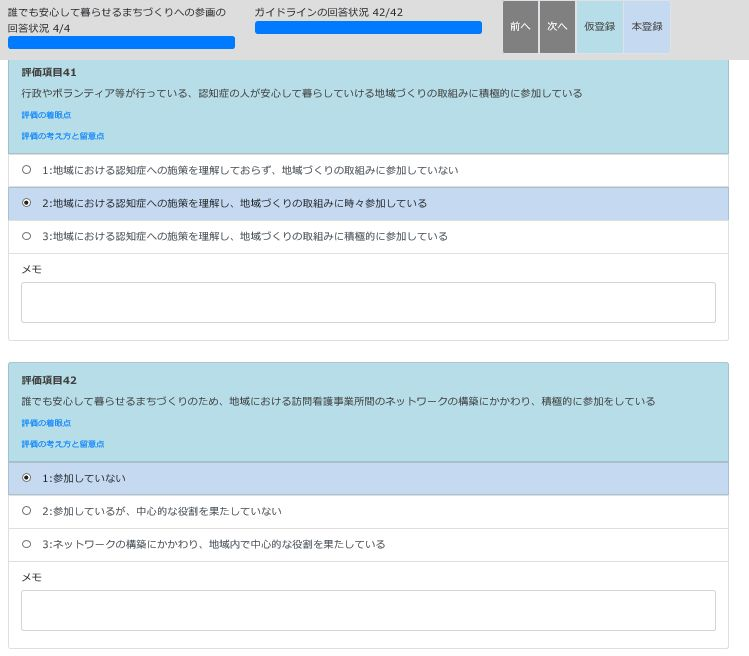 誰でも安心して暮らせるまちづくりへの参画の
回答状況 4/4
ガイドラインの回答状況 42/42
前へ
次へ
仮登録
本登録
評価項目41
行政やボランティア等が行っている、認知症の人が安心して暮らしていける地域づくりの取組みに積極的に参加している
評価の着眼点
評価の考え方と留意点
1:地域における認知症への施策を理解しておらず、地域づくりの取組みに参加していない
2:地域における認知症への施策を理解し、地域づくりの取組みに時々参加している
3:地域における認知症への施策を理解し、地域づくりの取組みに積極的に参加している
メモ
評価項目42
誰でも安心して暮らせるまちづくりのため、地域における訪問看護事業所間のネットワークの構築にかかわり、積極的に参加をしている
評価の着眼点
評価の考え方と留意点
1:参加していない
2:参加しているが、中心的な役割を果たしていない
3:ネットワークの構築にかかわり、地域内で中心的な役割を果たしている
メモ